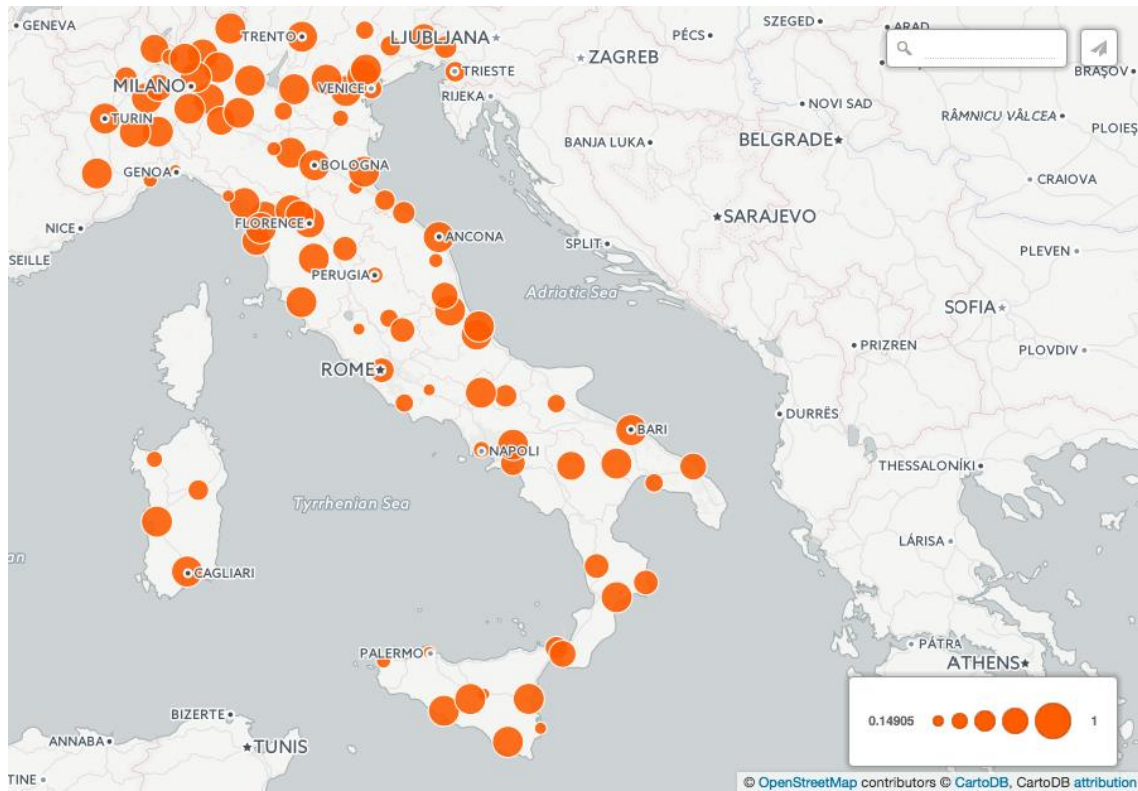 GENEVA
TRENTO
LJUBLJANA
ZAGREB
PÉCS
SZEGED
ARAD
BRAȘOV
MILANO
VENICE
TRIESTE
RIJEKA
NOVI SAD
TURIN
BANJA LUKA
BELGRADE
RÂMNICU VÂLCEA
PLOIEȘ
GENOA
BOLOGNA
CRAIOVA
NICE
FLORENCE
SARAJEVO
ANCONA
SPLIT
PLEVEN
SEILLE
PERUGIA
Adriatic Sea
SOFIA
PRIZREN
PLOVDIV
ROME
DURRËS
BARI
NAPOLI
THESSALONÍKI
Tyrrhenian Sea
LÁRISA
an
CAGLIARI
PALERMO
PÁTRA
ATHENS
BIZERTE
0.14905 1
ANNABA
TUNIS
TINE
© OpenStreetMap contributors © CartoDB, CartoDB attribution